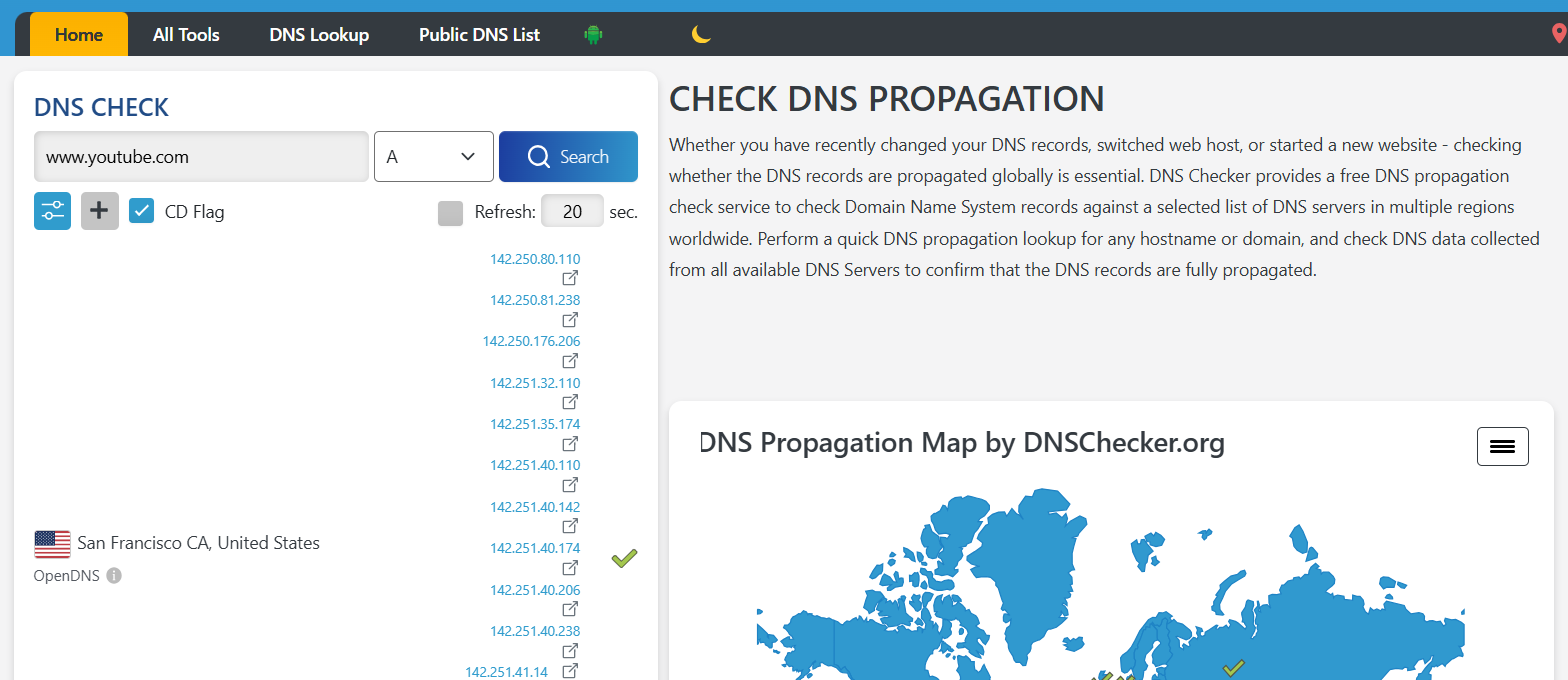 Home All Tools DNS Lookup Public DNS List
DNS CHECK
www.youtube.com A Search
CD Flag Refresh: 20 sec.
142.250.80.110
142.250.81.238
142.250.176.206
142.251.32.110
142.251.35.174
142.251.40.110
142.251.40.142
142.251.40.174
142.251.40.206
142.251.40.238
142.251.41.14
San Francisco CA, United States
OpenDNS
CHECK DNS PROPAGATION
Whether you have recently changed your DNS records, switched web host, or started a new website - checking
whether the DNS records are propagated globally is essential. DNS Checker provides a free DNS propagation
check service to check Domain Name System records against a selected list of DNS servers in multiple regions
worldwide. Perform a quick DNS propagation lookup for any hostname or domain, and check DNS data collected
from all available DNS Servers to confirm that the DNS records are fully propagated.
DNS Propagation Map by DNSChecker.org